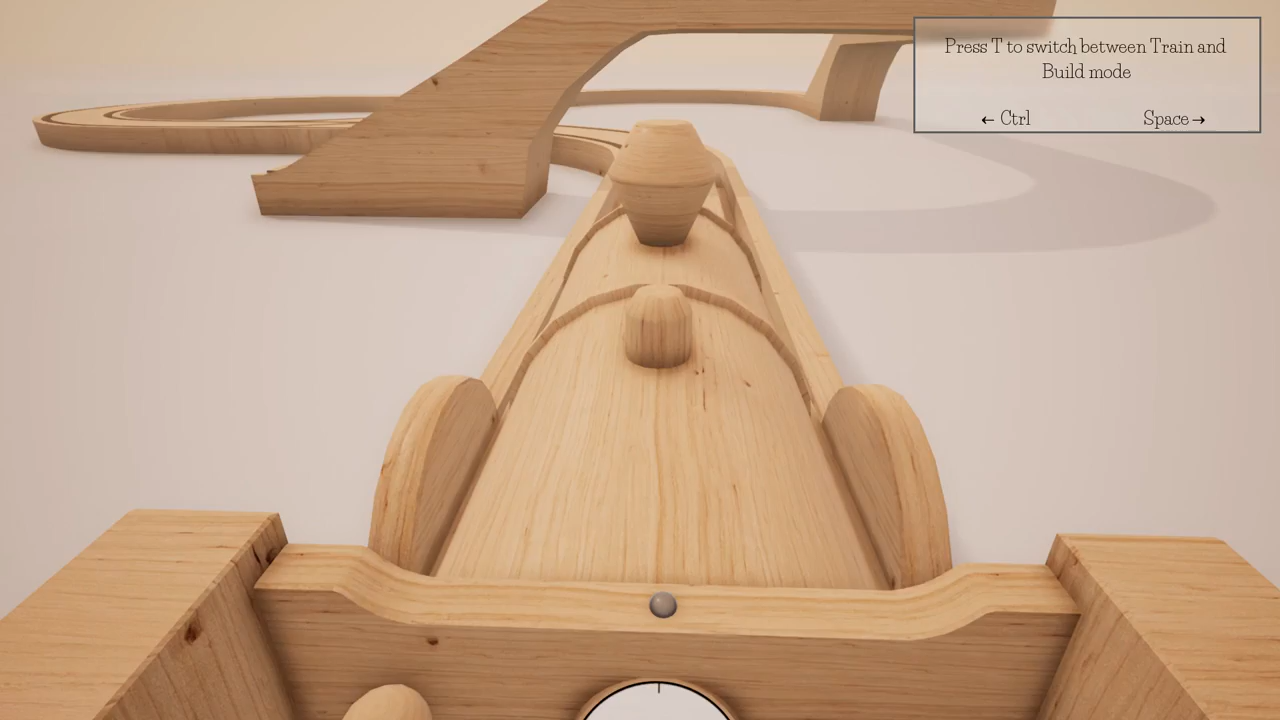 Press T to switch between Train and
Build mode
← Ctrl Space →